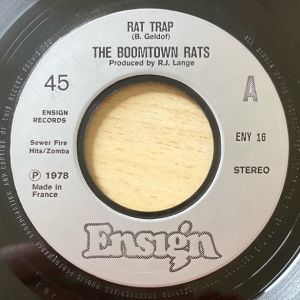 RAT TRAP
(B. Geldof)
THE BOOMTOWN RATS
Produced by R.J. Lange
45
A
ENSIGN
RECORDS
ENY 16
Sewer Fire
Hits/Zomba
STEREO
Ⓟ 1978
Made in
France
Ensign